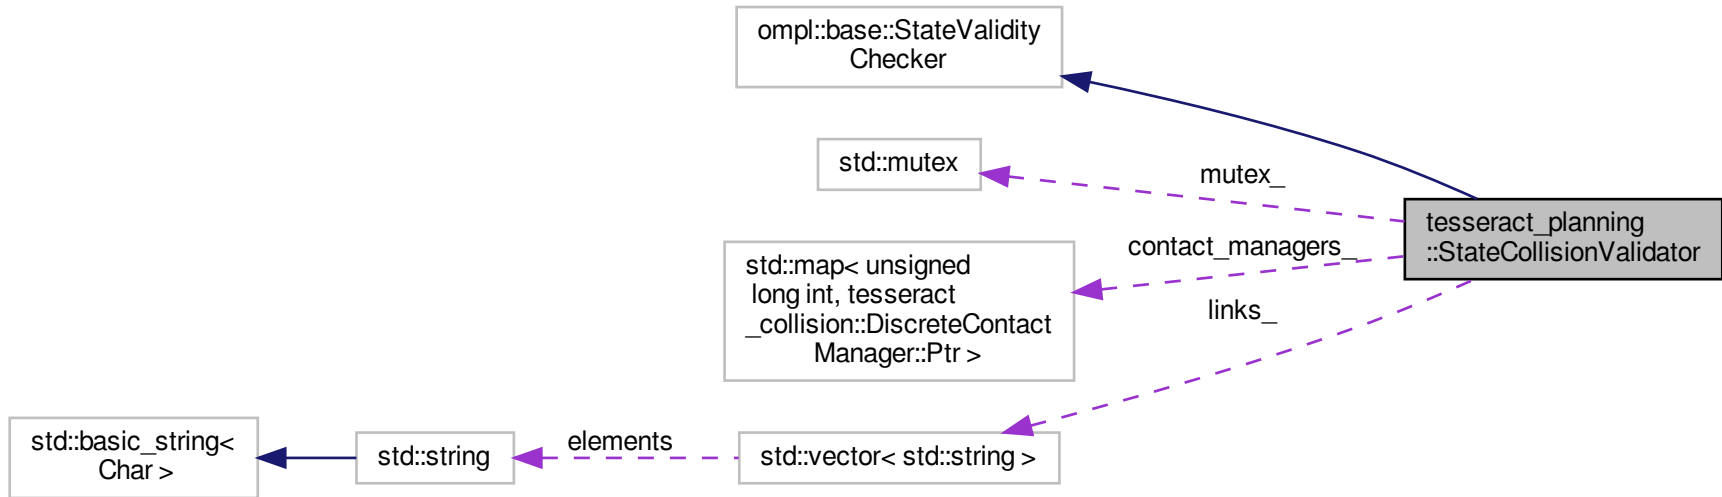 ompl::base::StateValidity
Checker
std::mutex
mutex_
tesseract_planning
::StateCollisionValidator
contact_managers_
std::map< unsigned
long int, tesseract
_collision::DiscreteContact
Manager::Ptr >
links_
std::basic_string<
Char >
std::string
elements
std::vector< std::string >